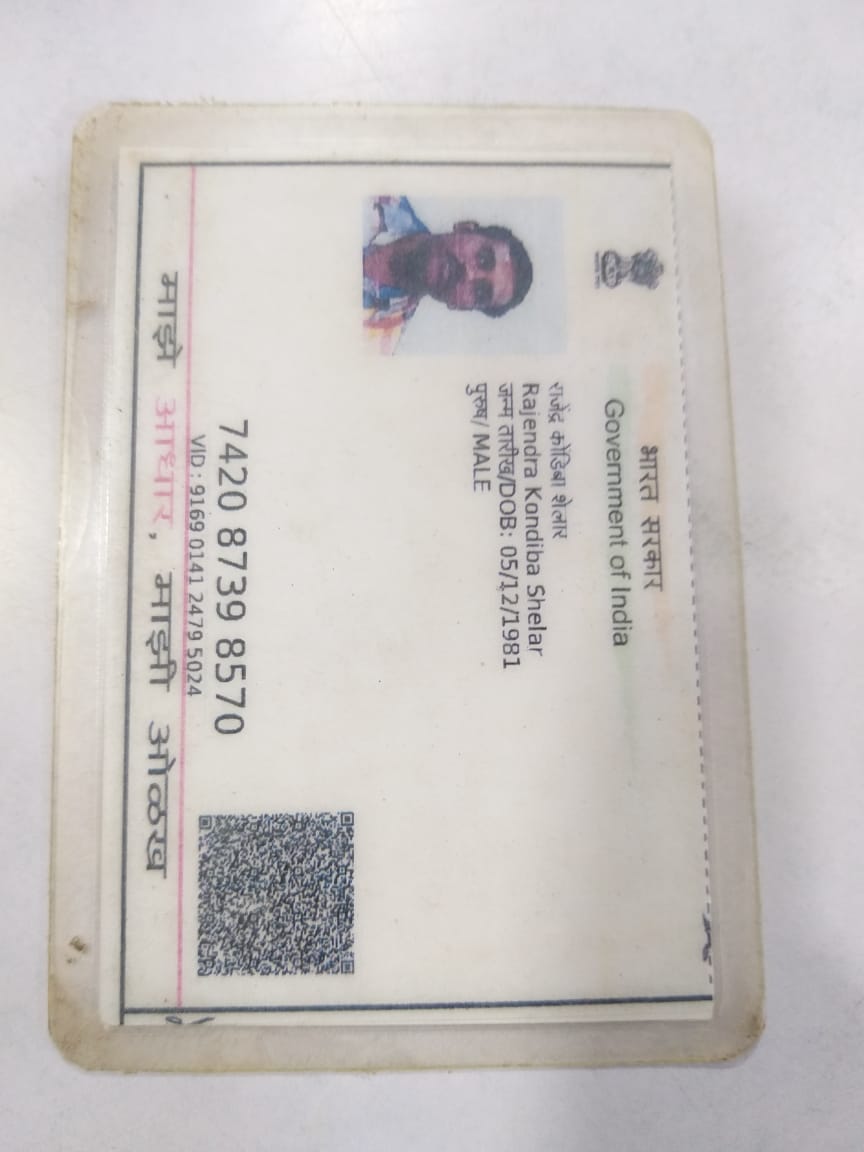 भारत सरकार
Government of India
राजेंद्र कोंडिबा शेलार
Rajendra Kondiba Shelar
जन्म तारीख/DOB: 05/12/1981
पुरुष/ MALE
7420 8739 8570
VID : 9169 0141 2479 5024
माझे आधार, माझी ओळख